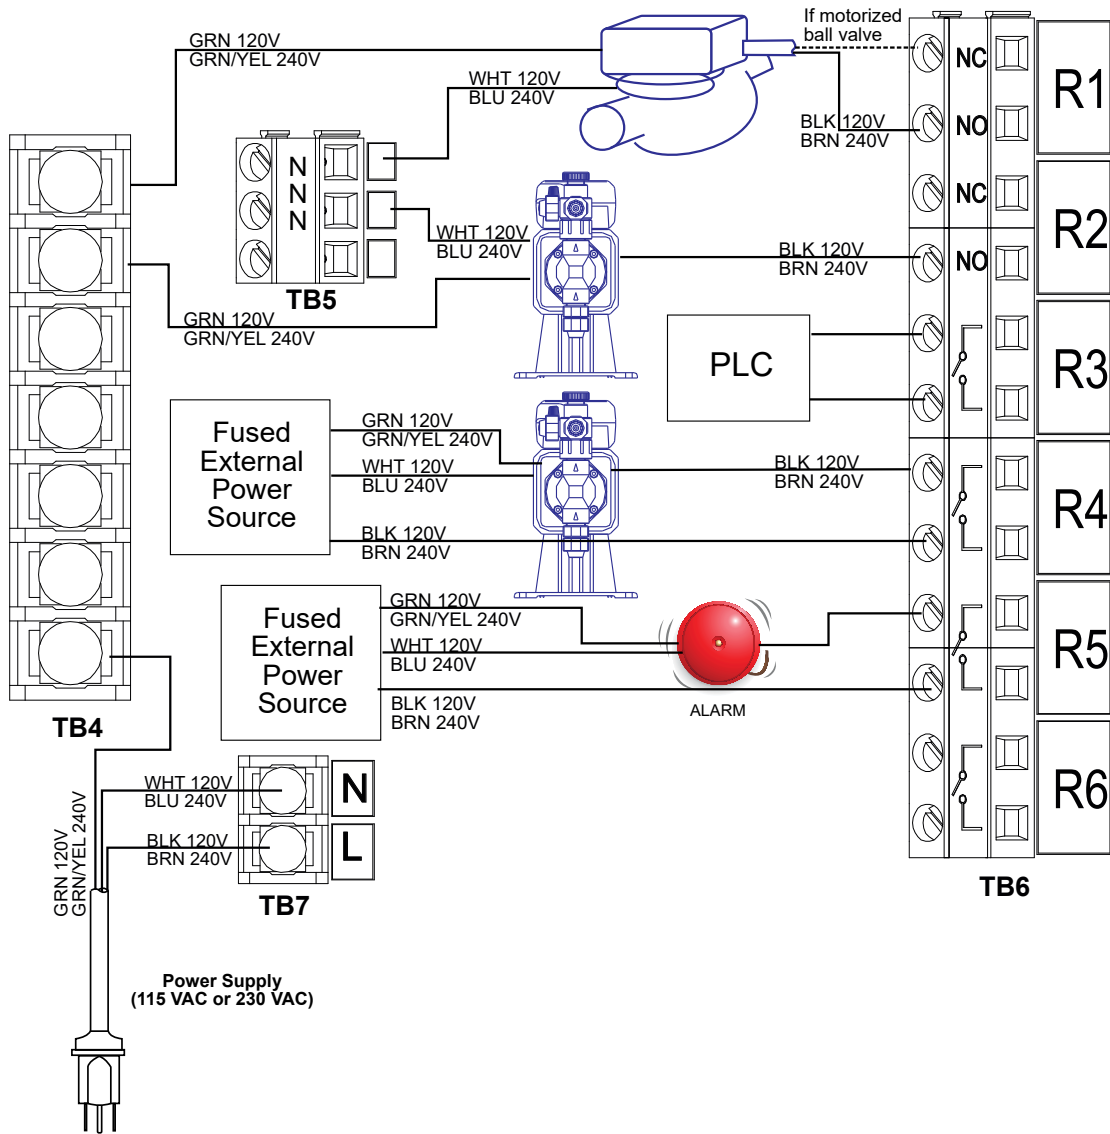 If motorized
ball valve
GRN 120V
GRN/YEL 240V
WHT 120V
BLU 240V
BLK 120V
BRN 240V
NC
NO
R1
NC
NO
R2
N
N
N
TB5
WHT 120V
BLU 240V
BLK 120V
BRN 240V
GRN 120V
GRN/YEL 240V
PLC
R3
Fused
External
Power
Source
GRN 120V
GRN/YEL 240V
WHT 120V
BLU 240V
BLK 120V
BRN 240V
BLK 120V
BRN 240V
R4
Fused
External
Power
Source
GRN 120V
GRN/YEL 240V
WHT 120V
BLU 240V
BLK 120V
BRN 240V
ALARM
R5
R6
TB6
TB4
WHT 120V
BLU 240V
N
BLK 120V
BRN 240V
L
TB7
GRN 120V
GRN/YEL 240V
Power Supply
(115 VAC or 230 VAC)